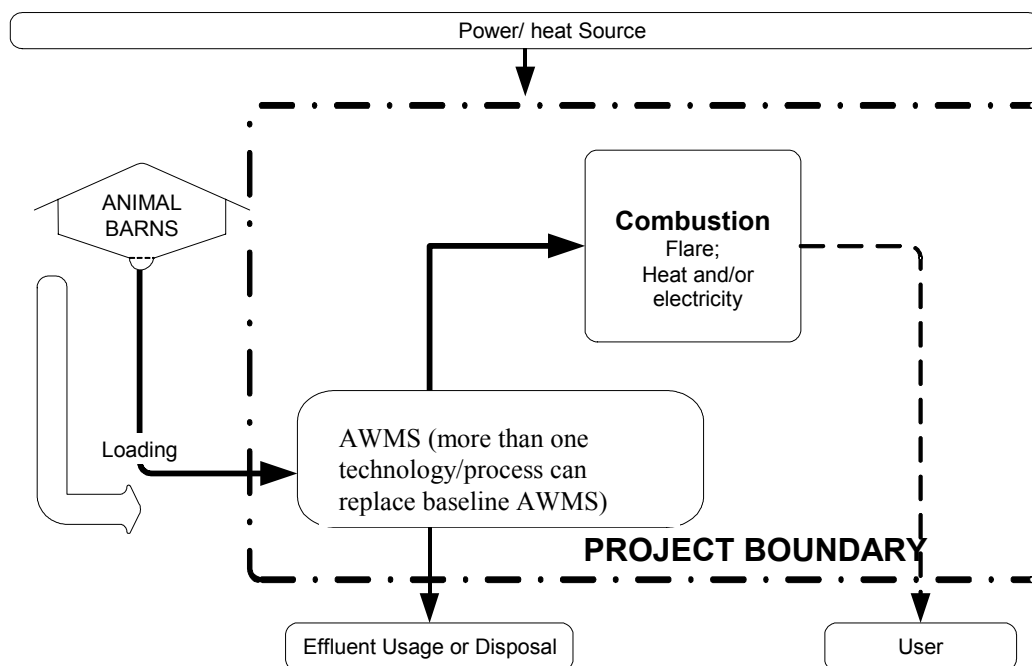 Power/ heat Source
ANIMAL
BARNS
Combustion
Flare;
Heat and/or
electricity
Loading
AWMS (more than one
technology/process can
replace baseline AWMS)
PROJECT BOUNDARY
Effluent Usage or Disposal
User